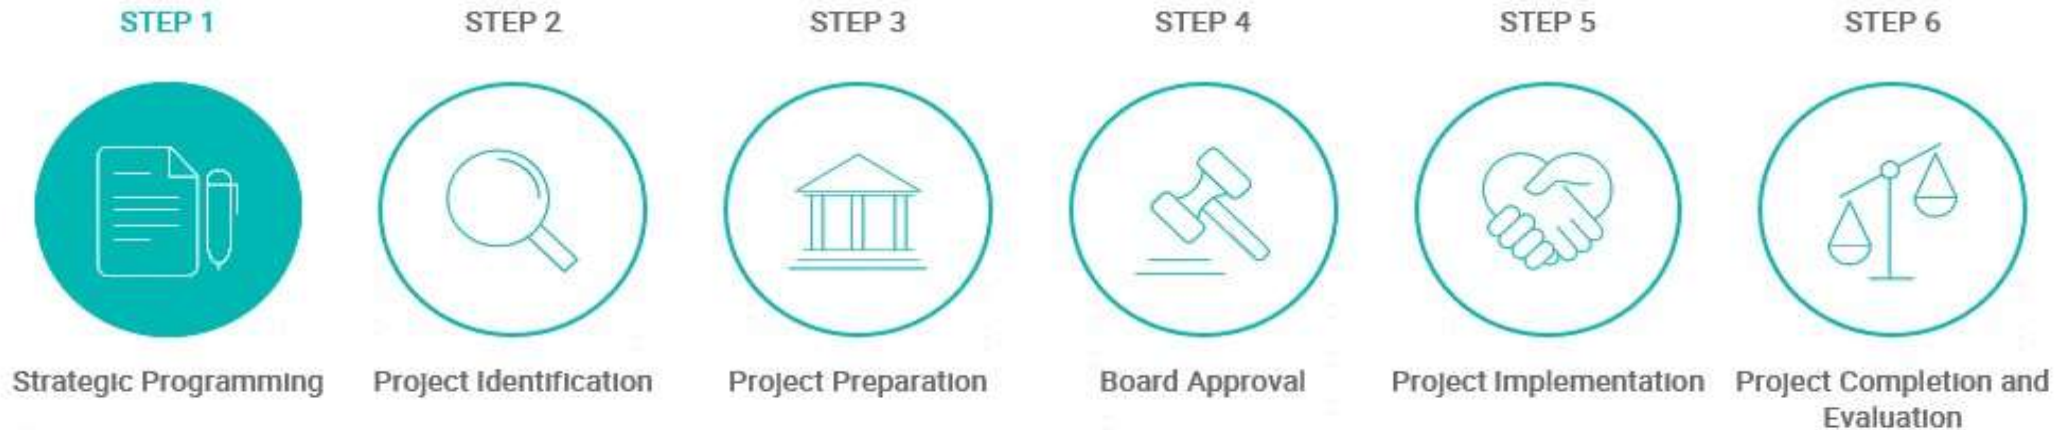 STEP 1
STEP 2
STEP 3
STEP 4
STEP 5
STEP 6
Strategic Programming
Project Identification
Project Preparation
Board Approval
Project Implementation
Project Completion and
Evaluation